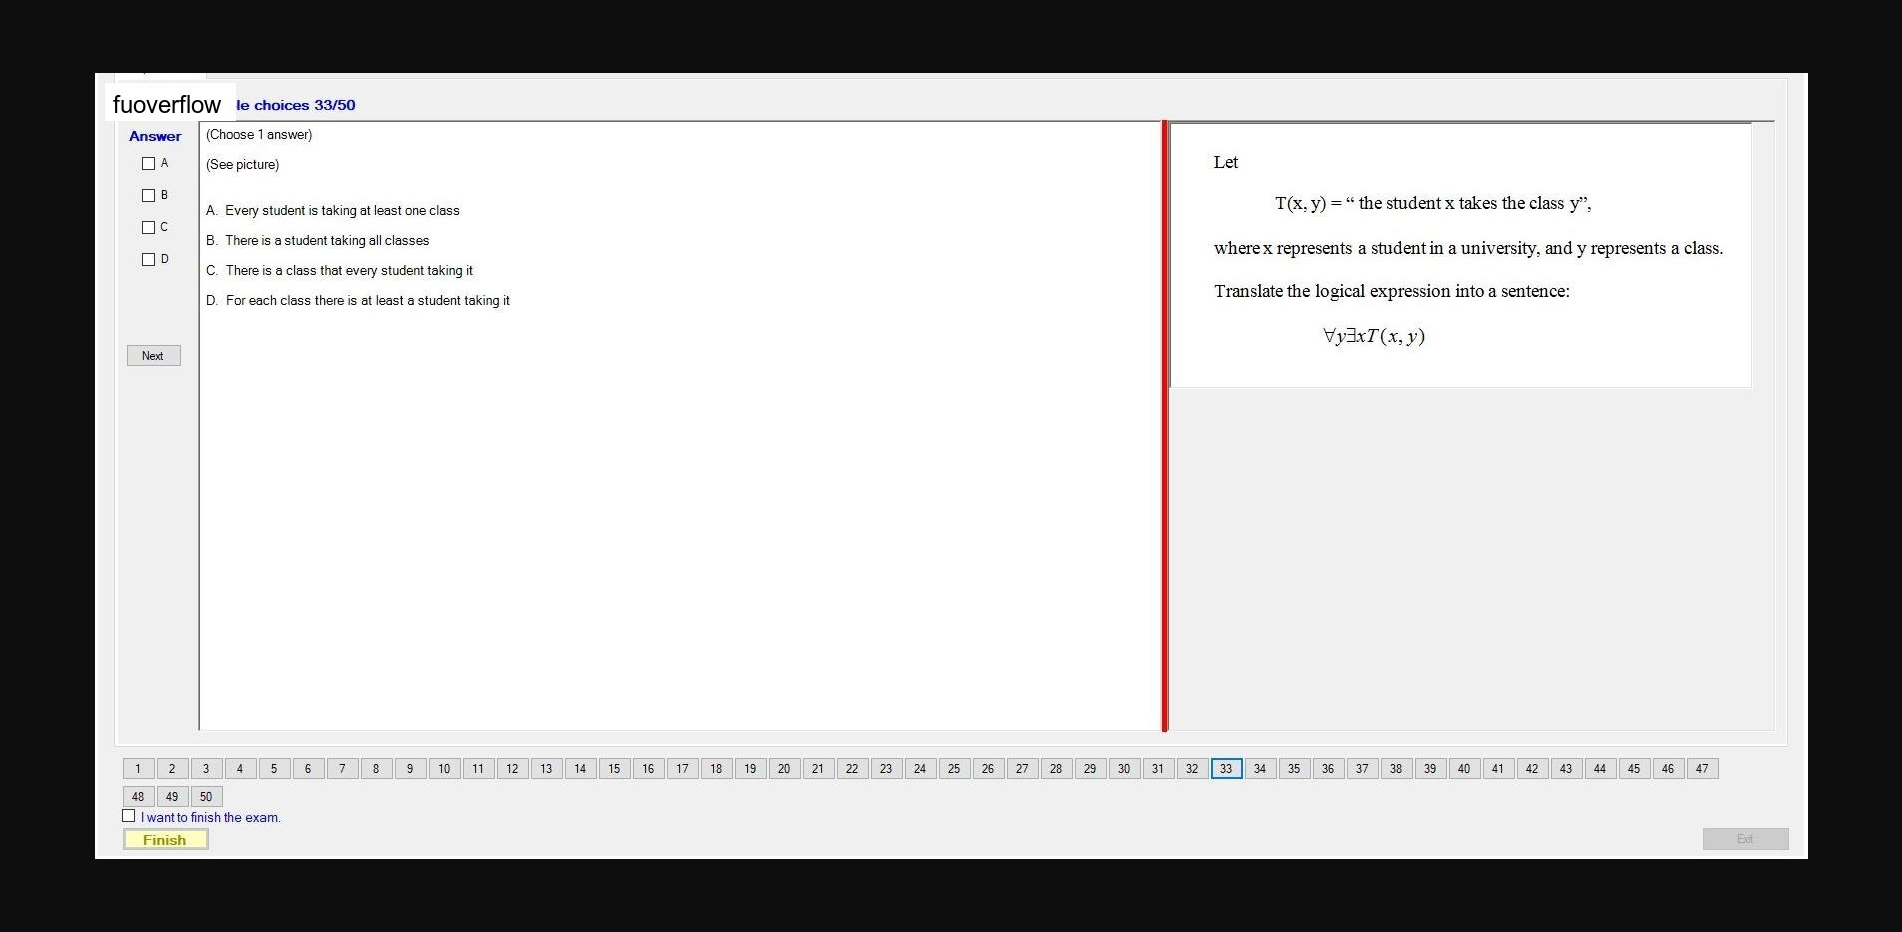 fuoverflow
le choices 33/50
Answer
A
B
C
D
Next
(Choose 1 answer)
(See picture)
A. Every student is taking at least one class
B. There is a student taking all classes
C. There is a class that every student taking it
D. For each class there is at least a student taking it
Let
T(x, y) = “ the student x takes the class y”,
where x represents a student in a university, and y represents a class.
Translate the logical expression into a sentence:
∀y∃xT(x, y)
1 2 3 4 5 6 7 8 9 10 11 12 13 14 15 16 17 18 19 20 21 22 23 24 25 26 27 28 29 30 31 32 33 34 35 36 37 38 39 40 41 42 43 44 45 46 47
48 49 50
I want to finish the exam.
Finish
Exit